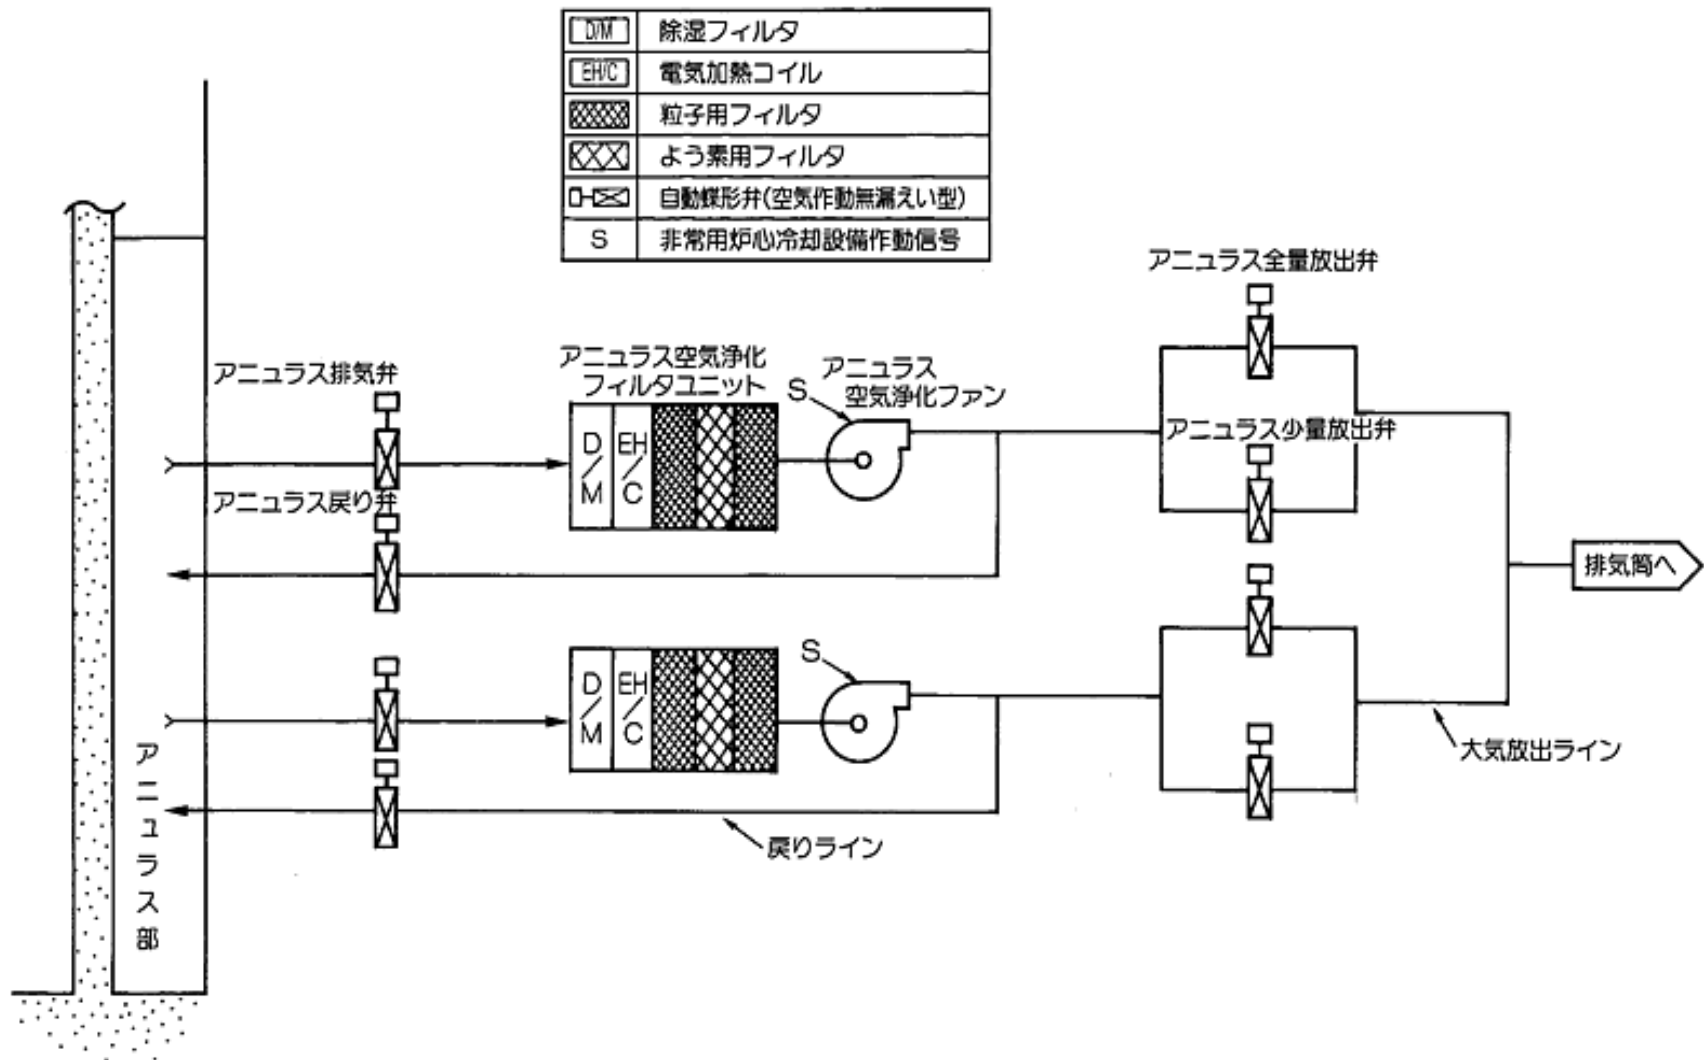 D/M 除湿フィルタ
EH/C 電気加熱コイル
粒子用フィルタ
よう素用フィルタ
自動蝶形弁(空気作動無漏えい型)
S 非常用炉心冷却設備作動信号
アニュラス全量放出弁
アニュラス排気弁
アニュラス空気浄化
フィルタユニット
S
アニュラス
空気浄化ファン
アニュラス少量放出弁
D/M
EH/C
アニュラス戻り弁
排気筒へ
S
D/M
EH/C
アニュラス部
大気放出ライン
戻りライン